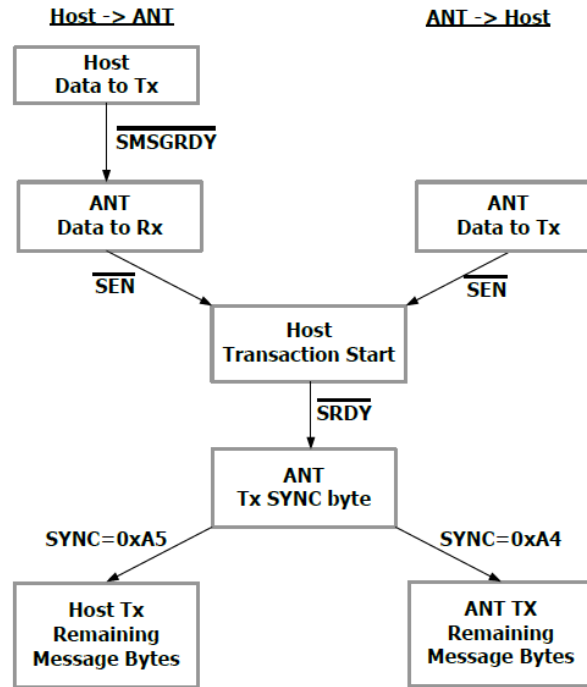 Host -> ANT
ANT -> Host
Host
Data to Tx
SMSGRDY
ANT
Data to Rx
ANT
Data to Tx
SEN
SEN
Host
Transaction Start
SRDY
ANT
Tx SYNC byte
SYNC=0xA5
SYNC=0xA4
Host Tx
Remaining
Message Bytes
ANT TX
Remaining
Message Bytes